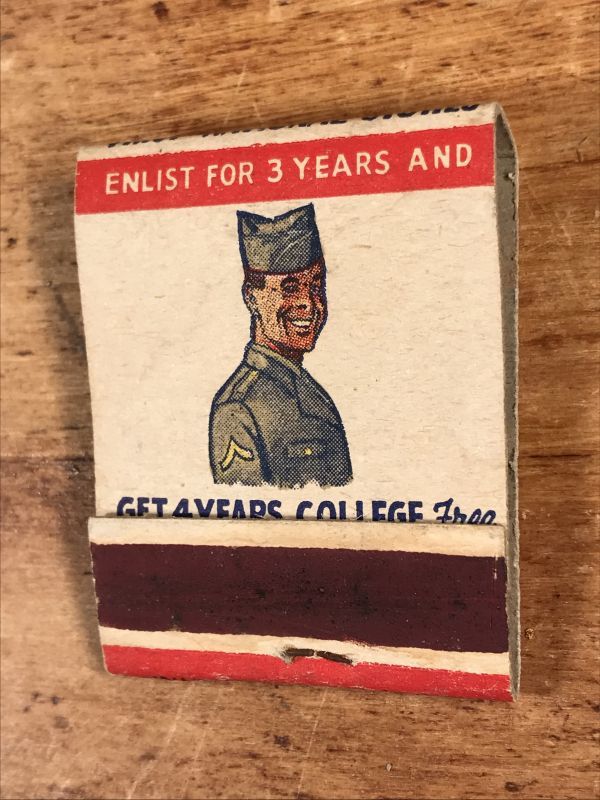 ENLIST FOR 3 YEARS AND
GET 4 YEARS COLLEGE Free